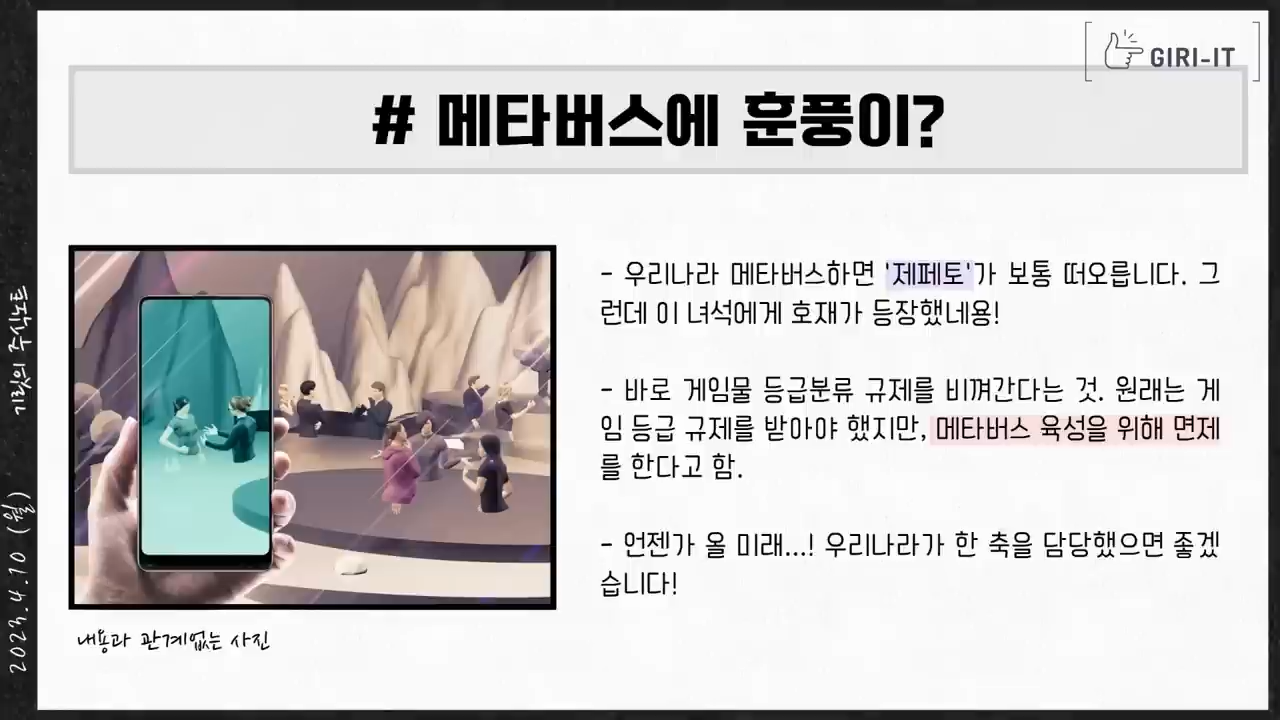 GIRI-IT
# 메타버스에 훈풍이?
- 우리나라 메타버스하면 '제페토'가 보통 떠오릅니다. 그
런데 이 녀석에게 호재가 등장했네용!
- 바로 게임물 등급분류 규제를 비껴간다는 것. 원래는 게
임 등급 규제를 받아야 했지만, 메타버스 육성을 위해 면제
를 한다고 함.
- 언젠가 올 미래...! 우리나라가 한 축을 담당했으면 좋겠
습니다!
내용과 관계없는 사진
2023.4.10 (월) 기릿의 주식노트